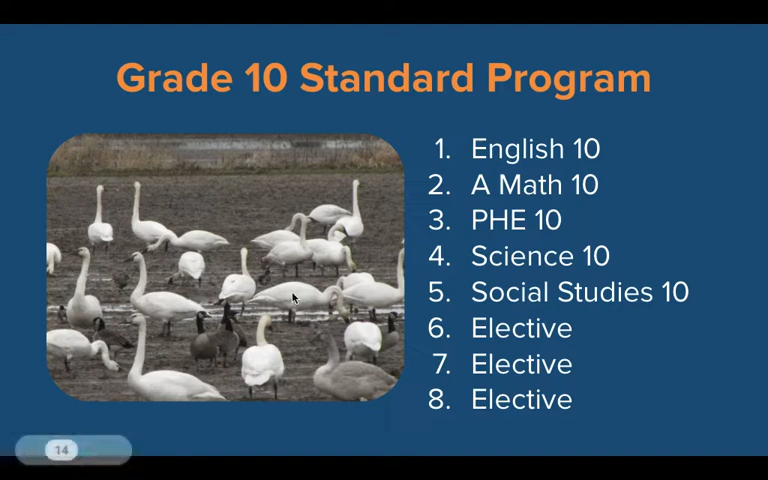 Grade 10 Standard Program
1. English 10
2. A Math 10
3. PHE 10
4. Science 10
5. Social Studies 10
6. Elective
7. Elective
8. Elective
14